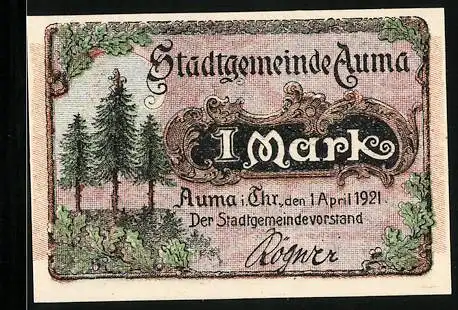 Stadtgemeinde Auma
1 Mark
Auma i. Thr., den 1 April 1921
Der Stadtgemeindevorstand
Rögner